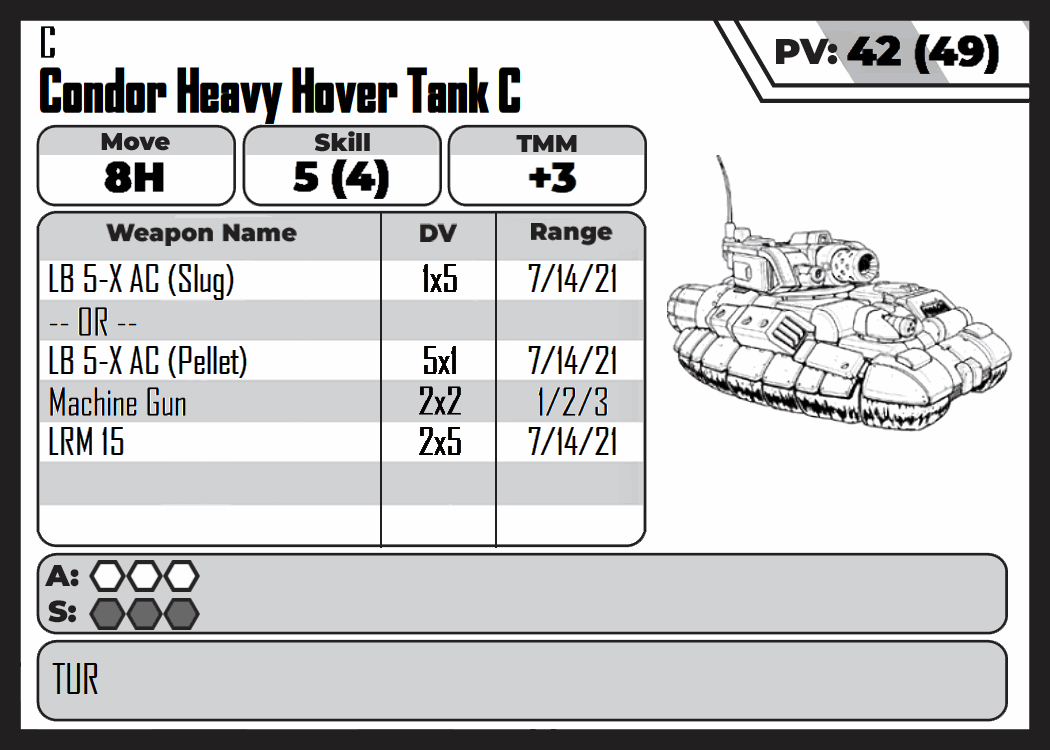 C
Condor Heavy Hover Tank C
PV: 42 (49)
Move Skill TMM
8H 5 (4) +3
Weapon Name DV Range
LB 5-X AC (Slug) 1x5 7/14/21
-- OR --
LB 5-X AC (Pellet) 5x1 7/14/21
Machine Gun 2x2 1/2/3
LRM 15 2x5 7/14/21
A:
S:
TUR